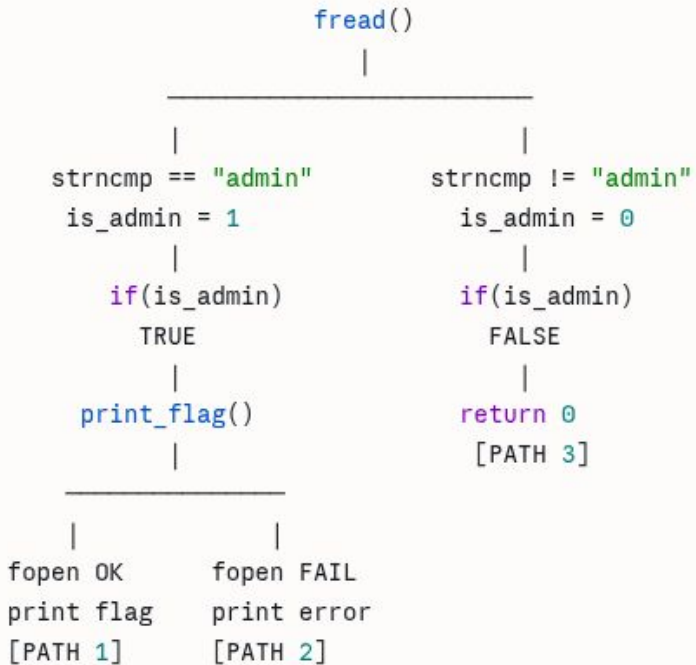 fread()
|
─────────────────────────
| |
strncmp == "admin" strncmp != "admin"
is_admin = 1 is_admin = 0
| |
if(is_admin) if(is_admin)
TRUE FALSE
| |
print_flag() return 0
| [PATH 3]
───────────────
| |
fopen OK fopen FAIL
print flag print error
[PATH 1] [PATH 2]